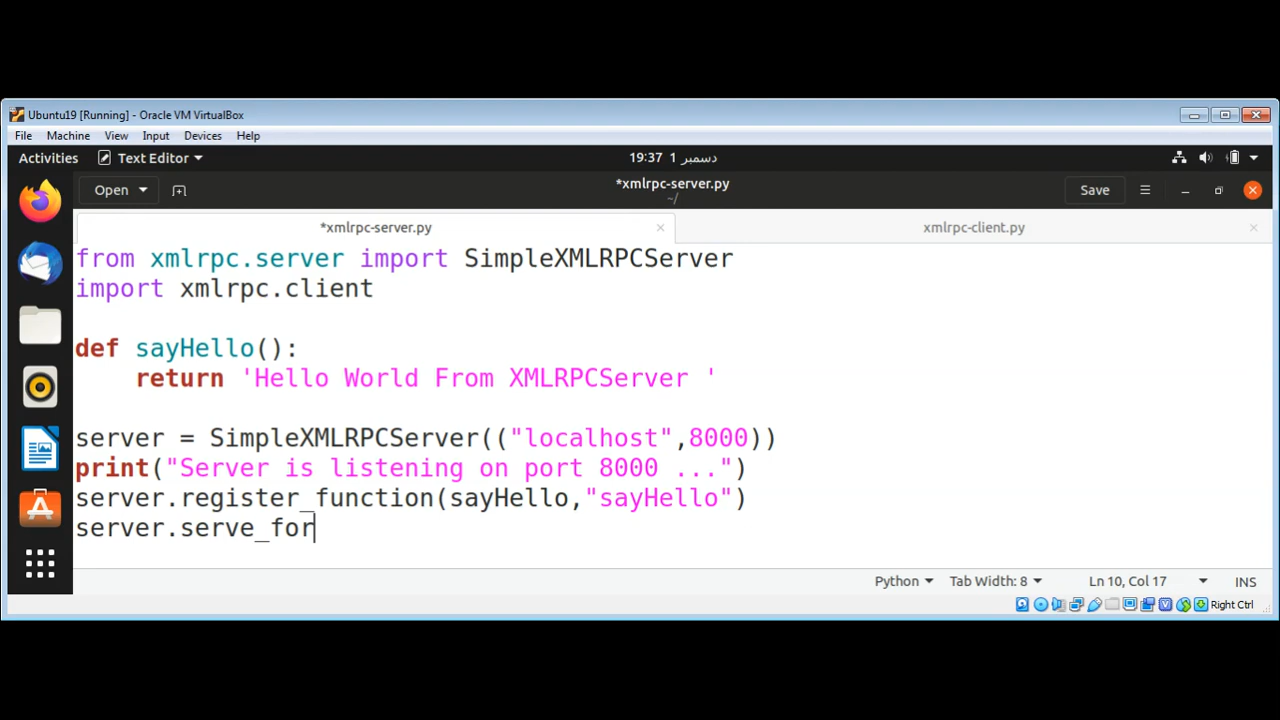 Ubuntu19 [Running] - Oracle VM VirtualBox
File Machine View Input Devices Help
Activities Text Editor 19:37 1 دسمبر
Open *xmlrpc-server.py Save
~/
*xmlrpc-server.py xmlrpc-client.py
from xmlrpc.server import SimpleXMLRPCServer
import xmlrpc.client
def sayHello():
return 'Hello World From XMLRPCServer '
server = SimpleXMLRPCServer(("localhost",8000))
print("Server is listening on port 8000 ...")
server.register_function(sayHello,"sayHello")
server.serve_for
Python Tab Width: 8 Ln 10, Col 17 INS
Right Ctrl